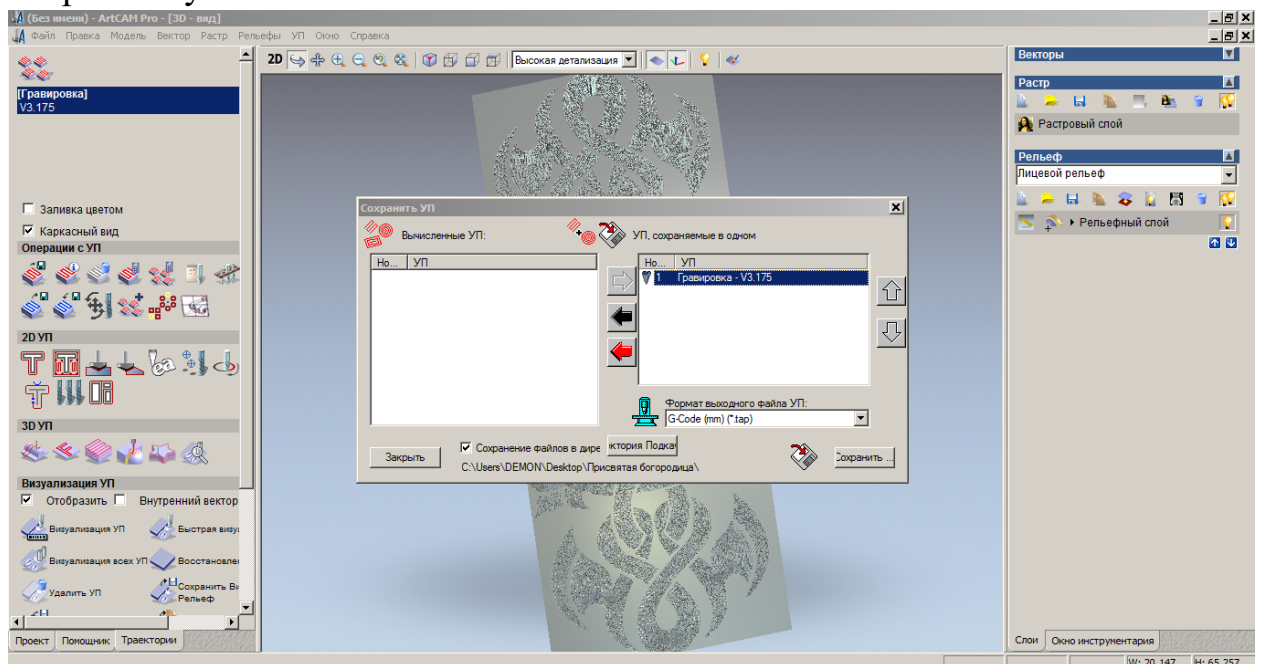 (Без имени) - ArtCAM Pro - [3D - вид]
Файл Правка Модель Вектор Растр Рельефы УП Окно Справка
2D Высокая детализация
[Гравировка]
V3.175
Заливка цветом
Каркасный вид
Операции с УП
2D УП
3D УП
Визуализация УП
Отобразить Внутренний вектор
Визуализация УП Быстрая визу
Визуализация всех УП Восстановле
Удалить УП Сохранить Ви
Рельеф
Проект Помощник Траектории
Сохранить УП
Вычисленные УП: УП, сохраняемые в одном
Но... УП
Но... УП
1 Гравировка - V3.175
Формат выходного файла УП:
G-Code (mm) (*.tap)
Закрыть
Сохранение файлов в дире ектория Подкач
C:\Users\DEMON\Desktop\Присвятая богородица\
Сохранить ...
Векторы
Растр
Растровый слой
Рельеф
Лицевой рельеф
Рельефный слой
Слои Окно инструментария
W: 20.147 H: 65.257